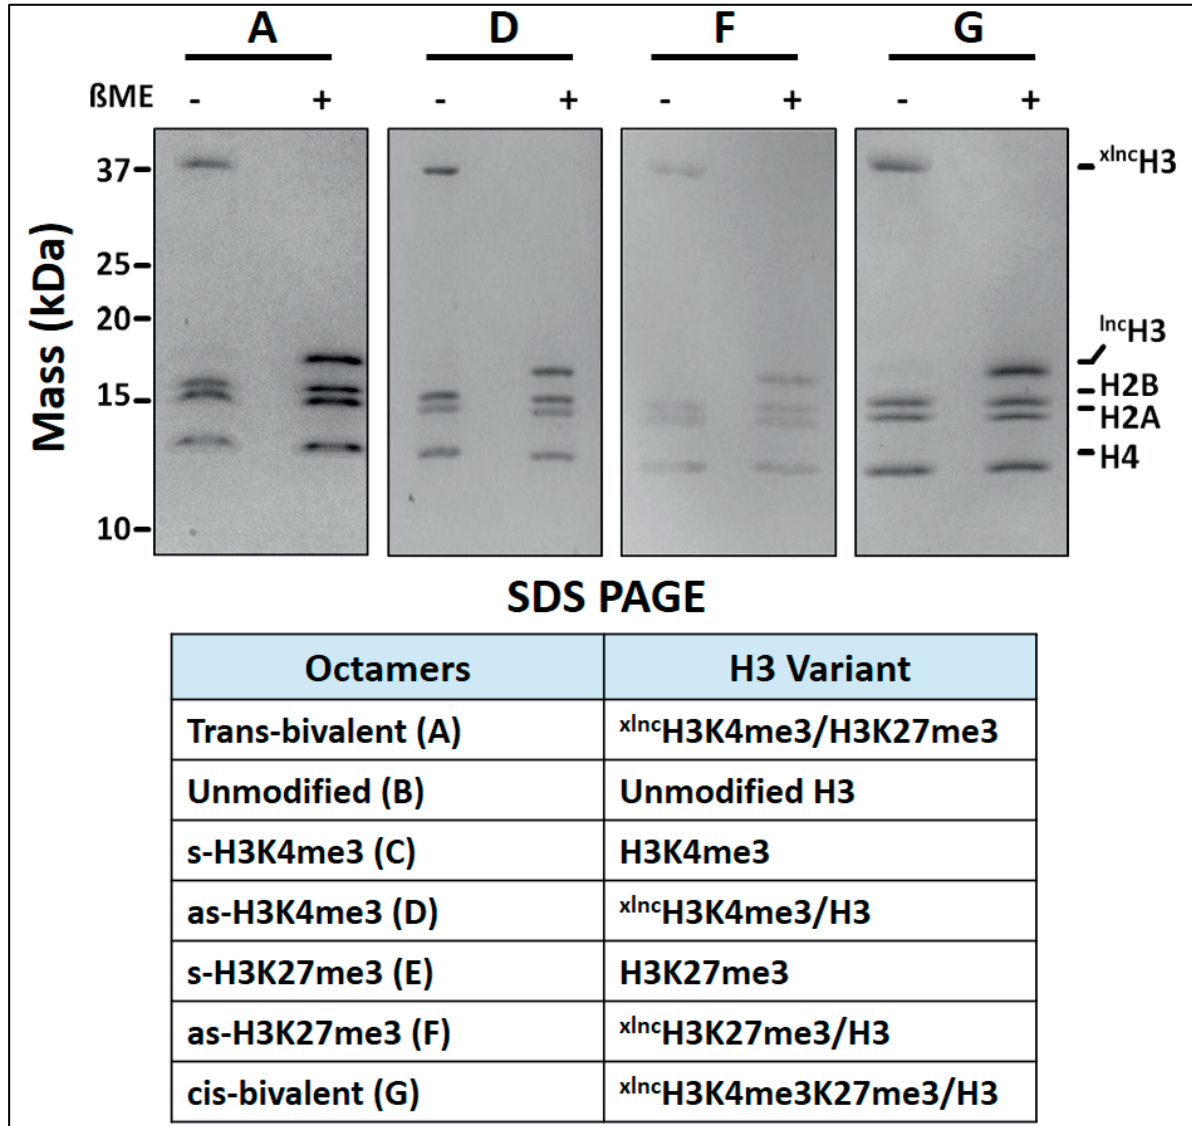 A D F G
ßME - + - + - + - +
37
25
20
15
10
Mass (kDa)
xlncH3
lncH3
H2B
H2A
H4
SDS PAGE
Octamers H3 Variant
Trans-bivalent (A) xlncH3K4me3/H3K27me3
Unmodified (B) Unmodified H3
s-H3K4me3 (C) H3K4me3
as-H3K4me3 (D) xlncH3K4me3/H3
s-H3K27me3 (E) H3K27me3
as-H3K27me3 (F) xlncH3K27me3/H3
cis-bivalent (G) xlncH3K4me3K27me3/H3